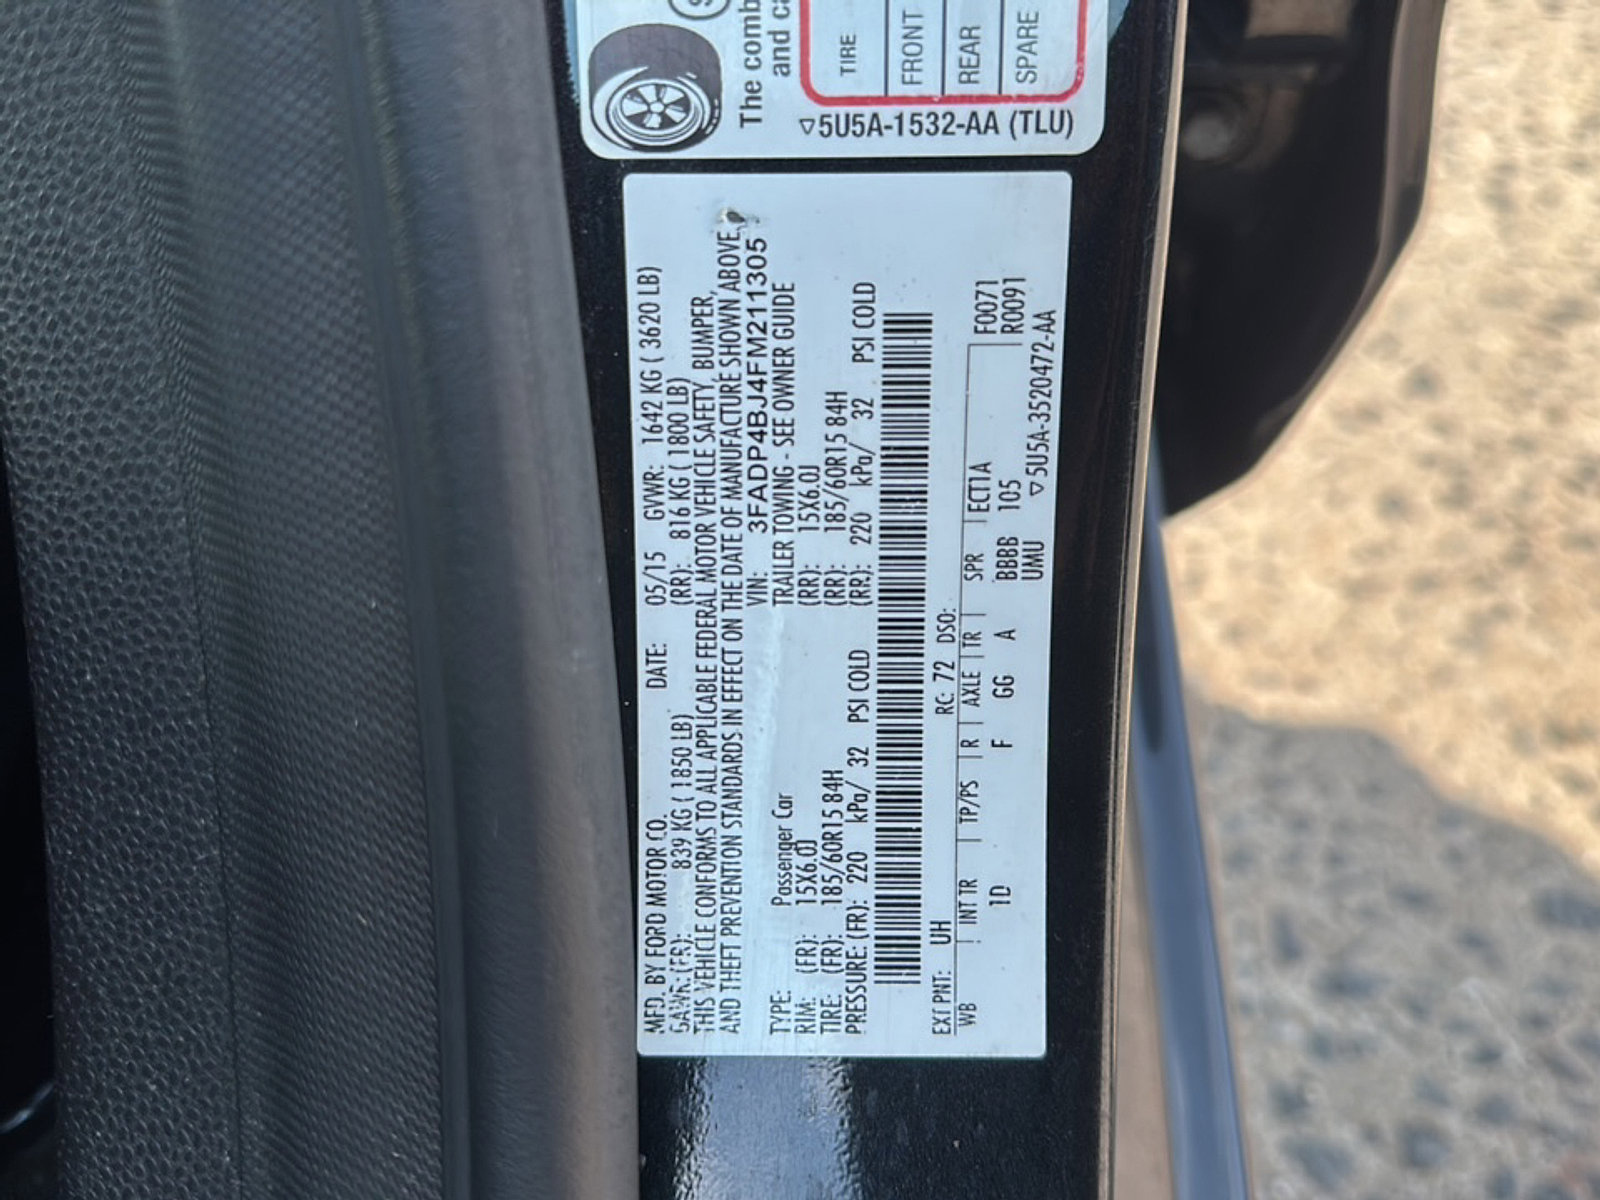 The comb
and ca
TIRE
FRONT
REAR
SPARE
5U5A-1532-AA (TLU)
MFD. BY FORD MOTOR CO. DATE: 05/15 GVWR: 1642 KG ( 3620 LB)
GAWR:(FR): 839 KG ( 1850 LB) (RR): 816 KG ( 1800 LB)
THIS VEHICLE CONFORMS TO ALL APPLICABLE FEDERAL MOTOR VEHICLE SAFETY, BUMPER,
AND THEFT PREVENTION STANDARDS IN EFFECT ON THE DATE OF MANUFACTURE SHOWN ABOVE.
VIN: 3FADP4BJ4FM211305
TYPE: Passenger Car TRAILER TOWING - SEE OWNER GUIDE
RIM: (FR): 15X6.0J (RR): 15X6.0J
TIRE: (FR): 185/60R15 84H (RR): 185/60R15 84H
PRESSURE: (FR): 220 kPa/ 32 PSI COLD (RR): 220 kPa/ 32 PSI COLD
EXT PNT: UH RC: 72 DSO:
WB INT TR TP/PS R AXLE TR SPR ECT1A F0071
1D F GG A BBBB 105 R0091
UMU 5U5A-3520472-AA